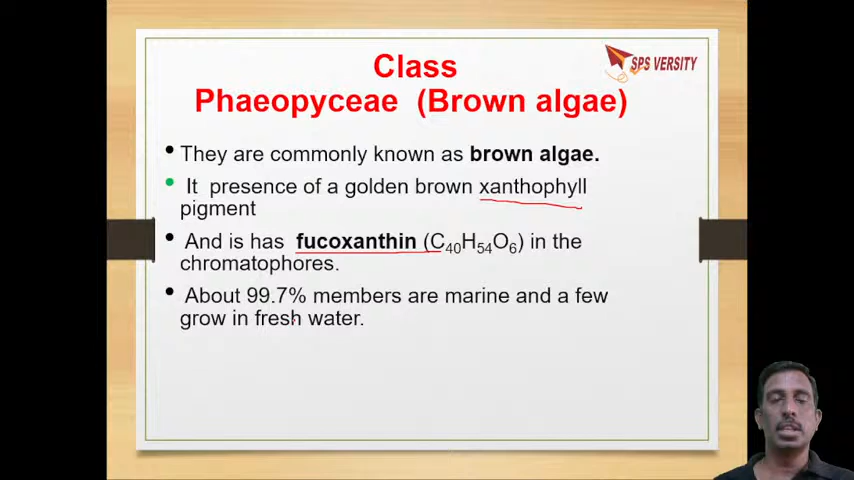 SPS VERSITY
Class
Phaeopyceae (Brown algae)
• They are commonly known as brown algae.
• It presence of a golden brown xanthophyll
pigment
• And is has fucoxanthin (C₄₀H₅₄O₆) in the
chromatophores.
• About 99.7% members are marine and a few
grow in fresh water.